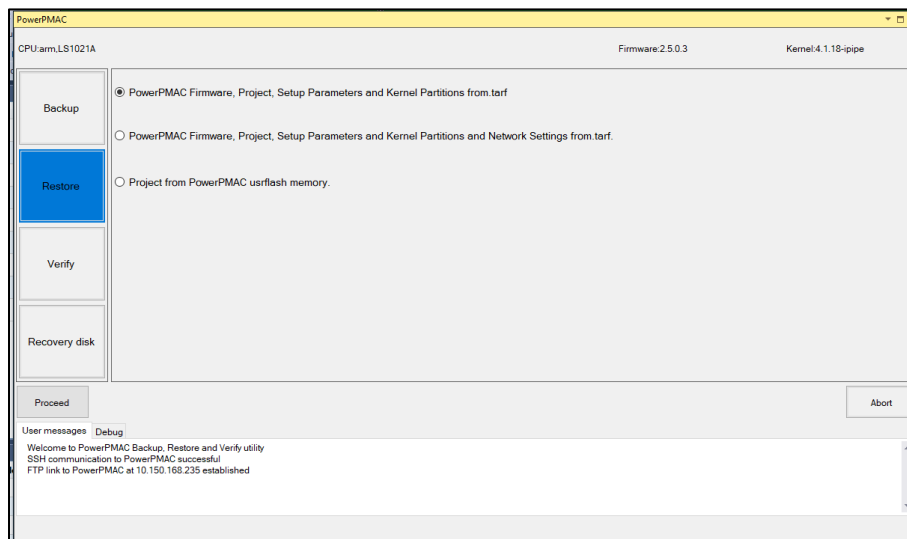 PowerPMAC
CPU:arm,LS1021A
Firmware:2.5.0.3
Kernel:4.1.18-ipipe
Backup
PowerPMAC Firmware, Project, Setup Parameters and Kernel Partitions from.tarf
PowerPMAC Firmware, Project, Setup Parameters and Kernel Partitions and Network Settings from.tarf.
Restore
Project from PowerPMAC usrflash memory.
Verify
Recovery disk
Proceed
Abort
User messages
Debug
Welcome to PowerPMAC Backup, Restore and Verify utility
SSH communication to PowerPMAC successful
FTP link to PowerPMAC at 10.150.168.235 established